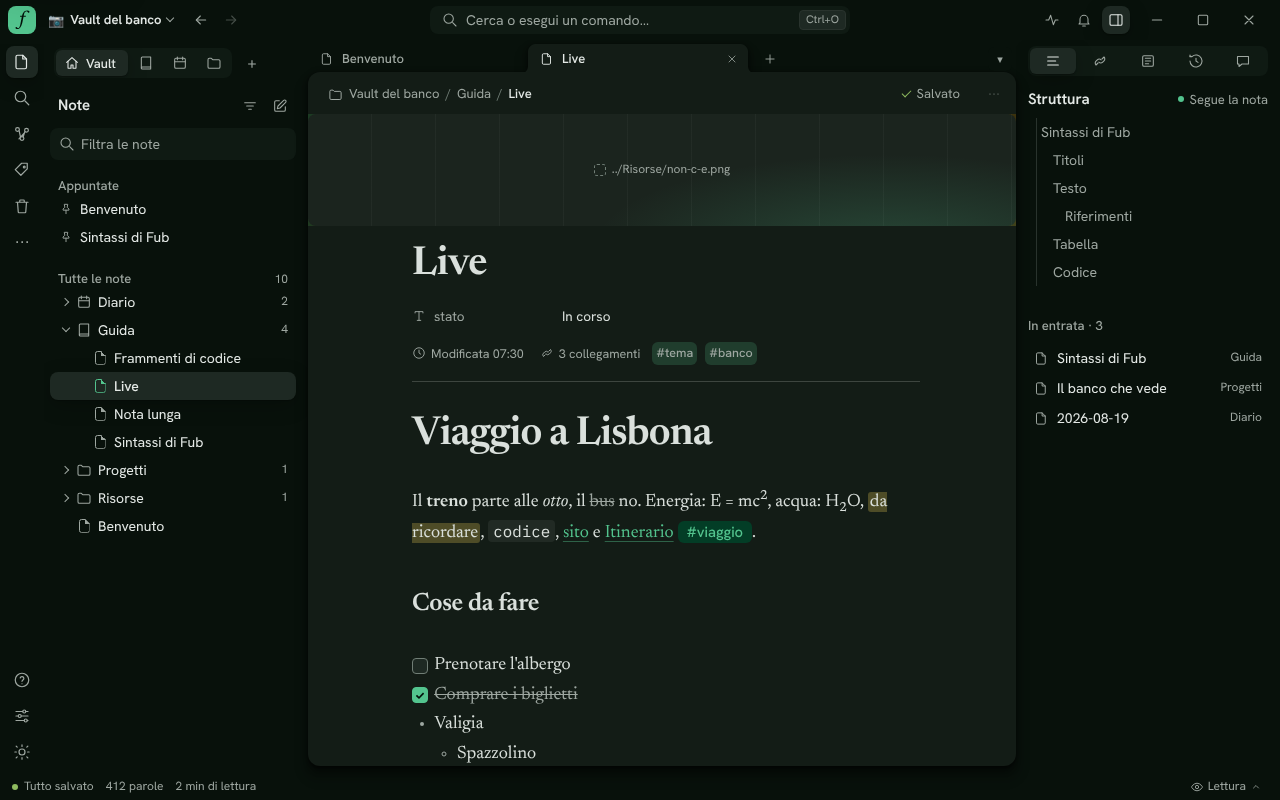 f
Vault del banco
Cerca o esegui un comando...
Ctrl+O
Vault
Note
Filtra le note
Appuntate
Benvenuto
Sintassi di Fub
Tutte le note 10
Diario 2
Guida 4
Frammenti di codice
Live
Nota lunga
Sintassi di Fub
Progetti 1
Risorse 1
Benvenuto
Benvenuto
Live
Vault del banco / Guida / Live
Salvato
../Risorse/non-c-e.png
Live
T stato In corso
Modificata 07:30 3 collegamenti #tema #banco
Viaggio a Lisbona
Il treno parte alle otto, il bus no. Energia: E = mc², acqua: H₂O, da
ricordare, codice, sito e Itinerario #viaggio.
Cose da fare
Prenotare l'albergo
Comprare i biglietti
• Valigia
◦ Spazzolino
Struttura
Segue la nota
Sintassi di Fub
Titoli
Testo
Riferimenti
Tabella
Codice
In entrata · 3
Sintassi di Fub Guida
Il banco che vede Progetti
2026-08-19 Diario
Tutto salvato 412 parole 2 min di lettura
Lettura